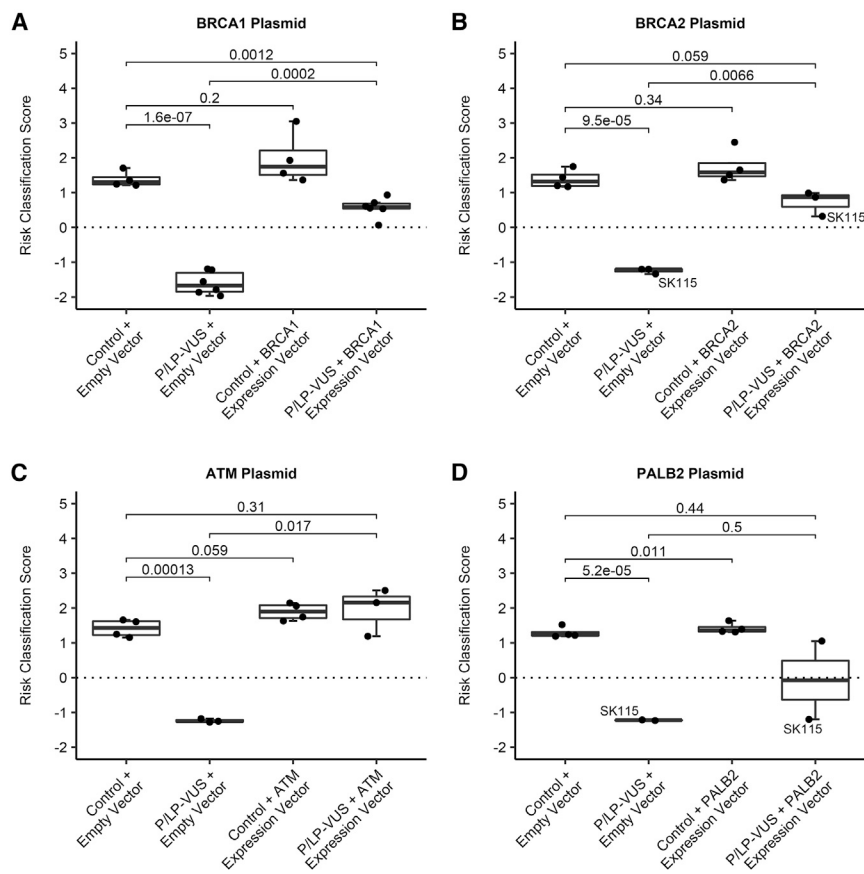 A
BRCA1 Plasmid
Risk Classification Score
5
4
3
2
1
0
-1
-2
0.0012
0.0002
0.2
1.6e-07
Control +
Empty Vector
P/LP-VUS +
Empty Vector
Control + BRCA1
Expression Vector
P/LP-VUS + BRCA1
Expression Vector
B
BRCA2 Plasmid
Risk Classification Score
5
4
3
2
1
0
-1
-2
0.059
0.0066
0.34
9.5e-05
SK115
SK115
Control +
Empty Vector
P/LP-VUS +
Empty Vector
Control + BRCA2
Expression Vector
P/LP-VUS + BRCA2
Expression Vector
C
ATM Plasmid
Risk Classification Score
5
4
3
2
1
0
-1
-2
0.31
0.017
0.059
0.00013
Control +
Empty Vector
P/LP-VUS +
Empty Vector
Control + ATM
Expression Vector
P/LP-VUS + ATM
Expression Vector
D
PALB2 Plasmid
Risk Classification Score
5
4
3
2
1
0
-1
-2
0.44
0.5
0.011
5.2e-05
SK115
SK115
Control +
Empty Vector
P/LP-VUS +
Empty Vector
Control + PALB2
Expression Vector
P/LP-VUS + PALB2
Expression Vector